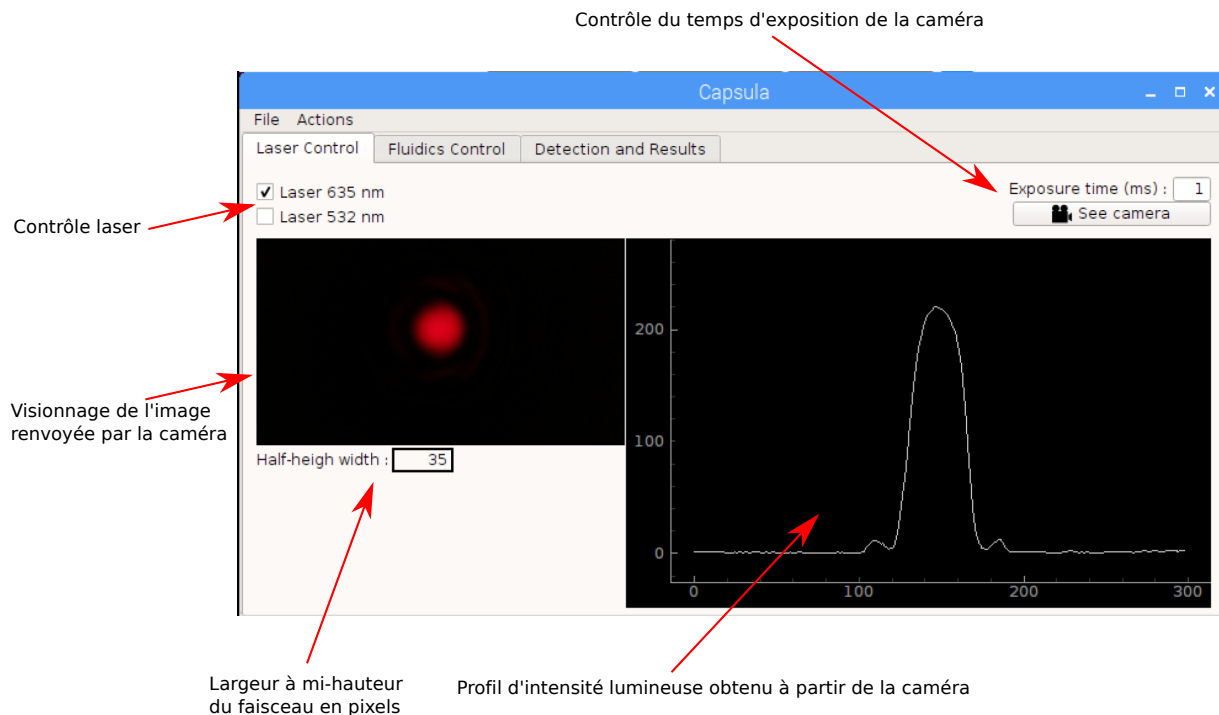 Contrôle du temps d'exposition de la caméra
Capsula
File Actions
Laser Control Fluidics Control Detection and Results
Laser 635 nm
Exposure time (ms) : 1
Laser 532 nm
See camera
Contrôle laser
200
100
0
0 100 200 300
Visionnage de l'image
renvoyée par la caméra
Half-heigh width : 35
Largeur à mi-hauteur
du faisceau en pixels
Profil d'intensité lumineuse obtenu à partir de la caméra